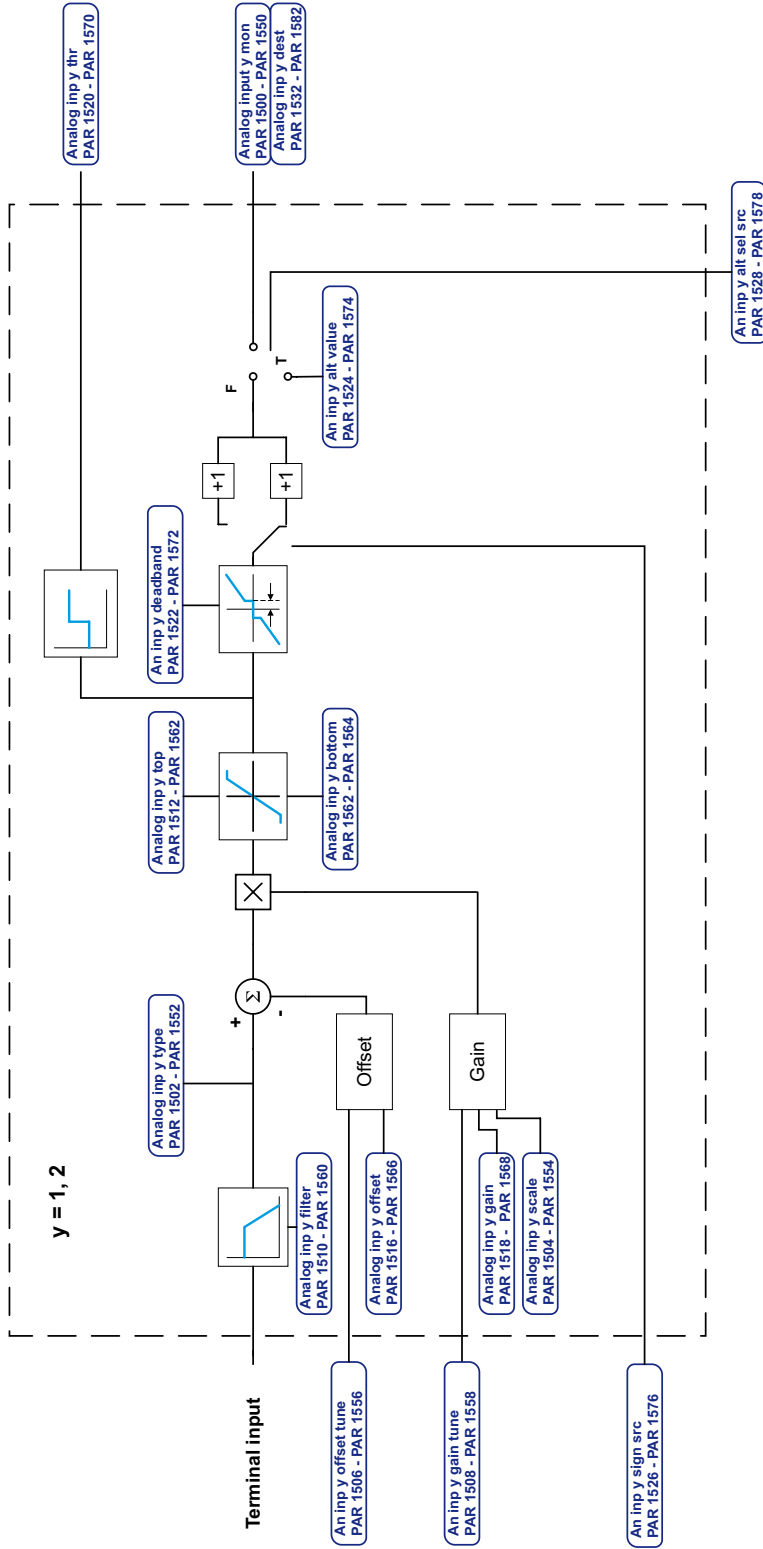 y = 1, 2
Terminal input
Analog inp y filter
PAR 1510 - PAR 1560
Analog inp y type
PAR 1502 - PAR 1552
+
-
Σ
X
Analog inp y top
PAR 1512 - PAR 1562
Analog inp y bottom
PAR 1562 - PAR 1564
An inp y deadband
PAR 1522 - PAR 1572
+1
+1
F
T
An inp y alt value
PAR 1524 - PAR 1574
Analog inp y thr
PAR 1520 - PAR 1570
Analog input y mon
PAR 1500 - PAR 1550
Analog inp y dest
PAR 1532 - PAR 1582
An inp y offset tune
PAR 1506 - PAR 1556
Analog inp y offset
PAR 1516 - PAR 1566
Offset
An inp y gain tune
PAR 1508 - PAR 1558
Analog inp y gain
PAR 1518 - PAR 1568
Analog inp y scale
PAR 1504 - PAR 1554
Gain
An inp y sign src
PAR 1526 - PAR 1576
An inp y alt sel src
PAR 1528 - PAR 1578